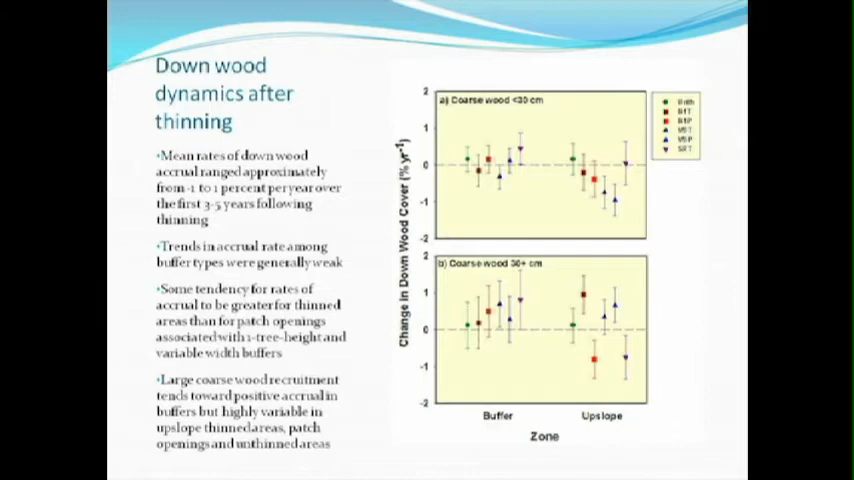 Down wood
dynamics after
thinning
•Mean rates of down wood
accrual ranged approximately
from -1 to 1 percent per year over
the first 3-5 years following
thinning
•Trends in accrual rate among
buffer types were generally weak
•Some tendency for rates of
accrual to be greater for thinned
areas than for patch openings
associated with 1-tree-height and
variable width buffers
•Large coarse wood recruitment
tends toward positive accrual in
buffers but highly variable in
upslope thinned areas, patch
openings and unthinned areas
Change in Down Wood Cover (% yr-1)
a) Coarse wood <30 cm
2
1
0
-1
-2
b) Coarse wood 30+ cm
2
1
0
-1
-2
Buffer
Upslope
Zone